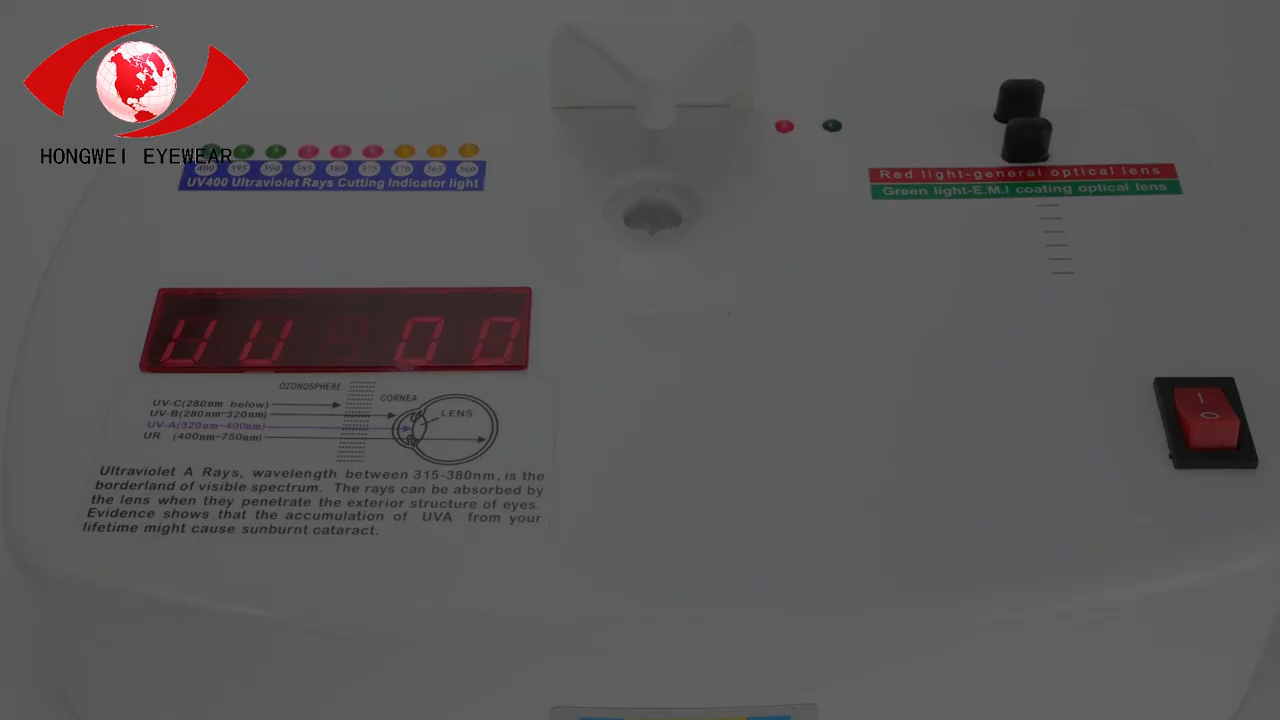 HONGWEI EYEWEAR
400 395 390 385 380 375 370 365 360
UV400 Ultraviolet Rays Cutting Indicator light
Red light-general optical lens
Green light-E.M.I coating optical lens
UU 00
OZONOSPHERE
CORNEA
LENS
UV-C(280nm below)
UV-B(280nm-320nm)
UV-A(320nm-400nm)
UR (400nm-750nm)
Ultraviolet A Rays, wavelength between 315-380nm, is the
borderland of visible spectrum. The rays can be absorbed by
the lens when they penetrate the exterior structure of eyes.
Evidence shows that the accumulation of UVA from your
lifetime might cause sunburnt cataract.
I O